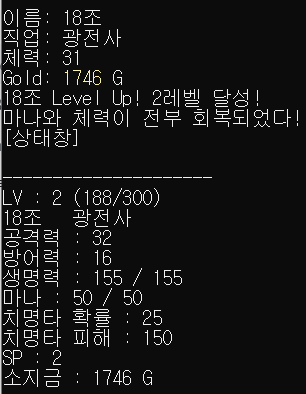 이름: 18조
직업: 광전사
체력: 31
Gold: 1746 G
18조 Level Up! 2레벨 달성!
마나와 체력이 전부 회복되었다!
[상태창]
---------------------
LV : 2 (188/300)
18조 광전사
공격력 : 32
방어력 : 16
생명력 : 155 / 155
마나 : 50 / 50
치명타 확률 : 25
치명타 피해 : 150
SP : 2
소지금 : 1746 G